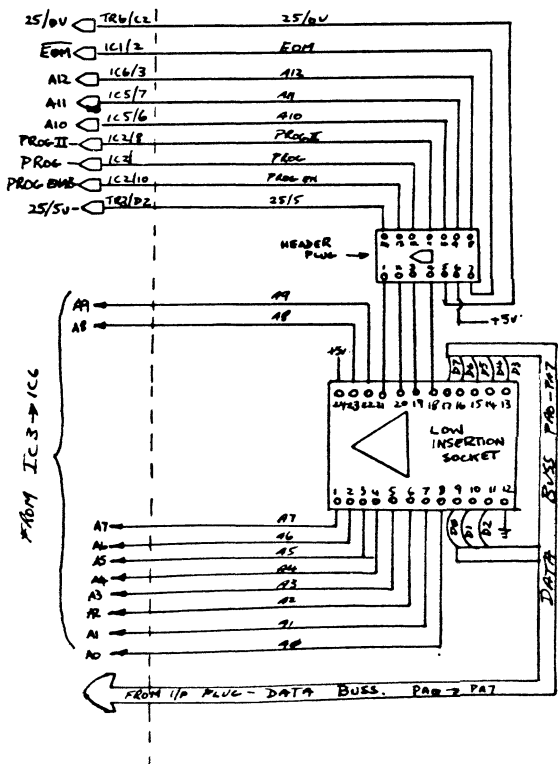 25/0V TR6/C2 25/0V
EOM IC1/2 EOM
A12 IC6/3 A12
A11 IC5/7 A11
A10 IC5/6 A10
PROG II IC2/8 PROG II
PROG IC2/ PROG
PROG ENB IC2/10 PROG EN
25/5V TR3/D2 25/5
HEADER
PLUG
+5V
A9 A9
A8 A8
+5V
D7 D6 D5 D4 D3
24 23 22 21 20 19 18 17 16 15 14 13
LOW
INSERTION
SOCKET
1 2 3 4 5 6 7 8 9 10 11 12
D0 D1 D2
FROM IC3 → IC6
A7 A7
A6 A6
A5 A5
A4 A4
A3 A3
A2 A2
A1 A1
A0 A0
DATA BUSS PA0-PA7
FROM I/P PLUG - DATA BUSS. PA0-7 PA7